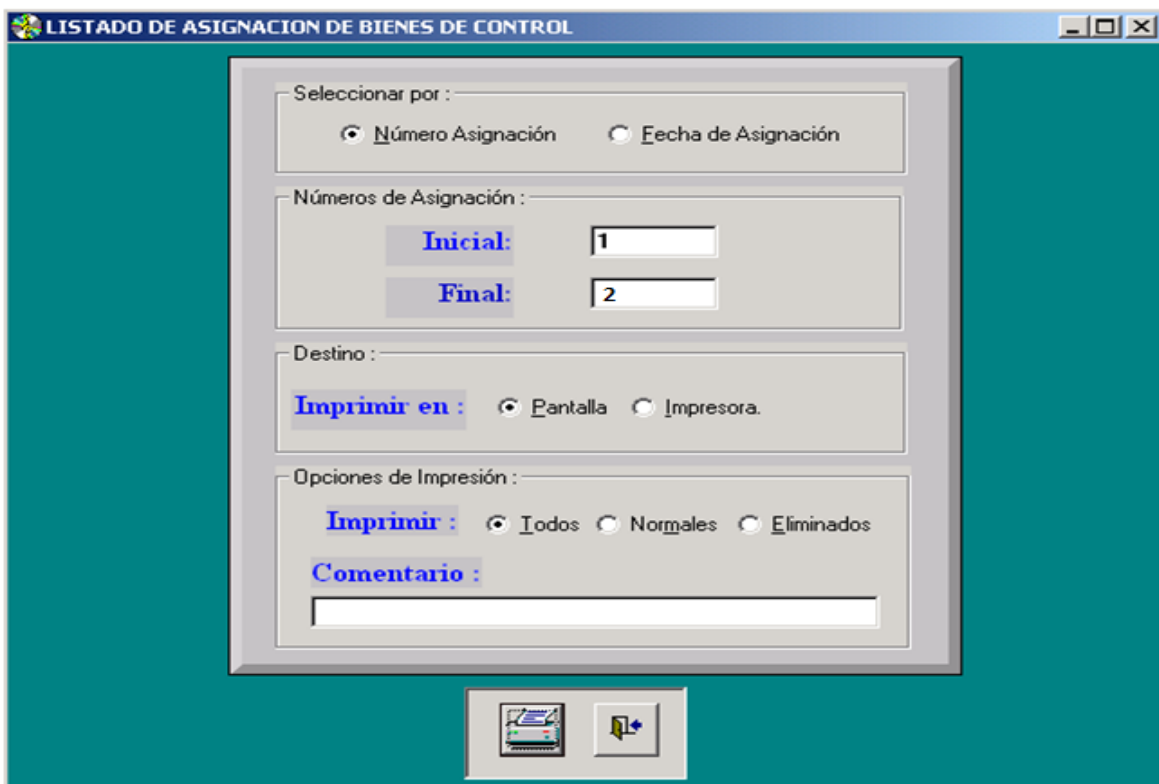 LISTADO DE ASIGNACION DE BIENES DE CONTROL
Seleccionar por :
Número Asignación Fecha de Asignación
Números de Asignación :
Inicial: 1
Final: 2
Destino :
Imprimir en : Pantalla Impresora.
Opciones de Impresión :
Imprimir : Todos Normales Eliminados
Comentario :